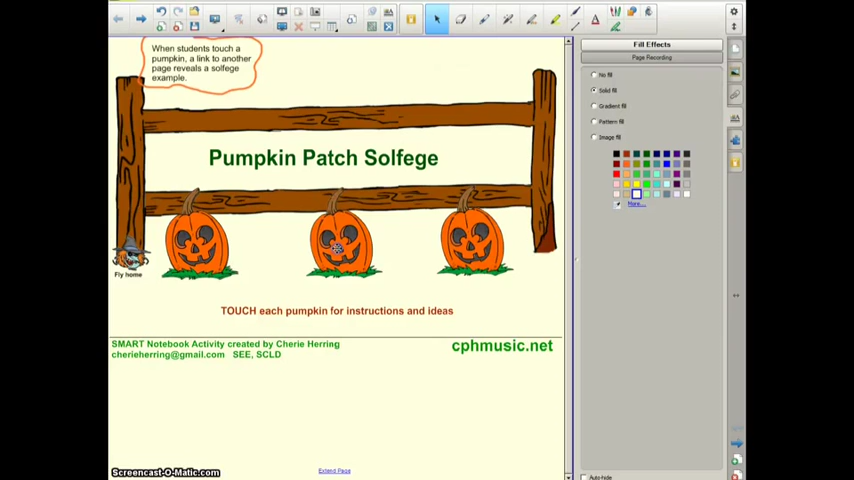 When students touch a
pumpkin, a link to another
page reveals a solfege
example.
Pumpkin Patch Solfege
Fly home
TOUCH each pumpkin for instructions and ideas
SMART Notebook Activity created by Cherie Herring
cherieherring@gmail.com SEE, SCLD
cphmusic.net
Extend Page
Screencast-O-Matic.com
Fill Effects
Page Recording
No fill
Solid fill
Gradient fill
Pattern fill
Image fill
More...
Auto-hide